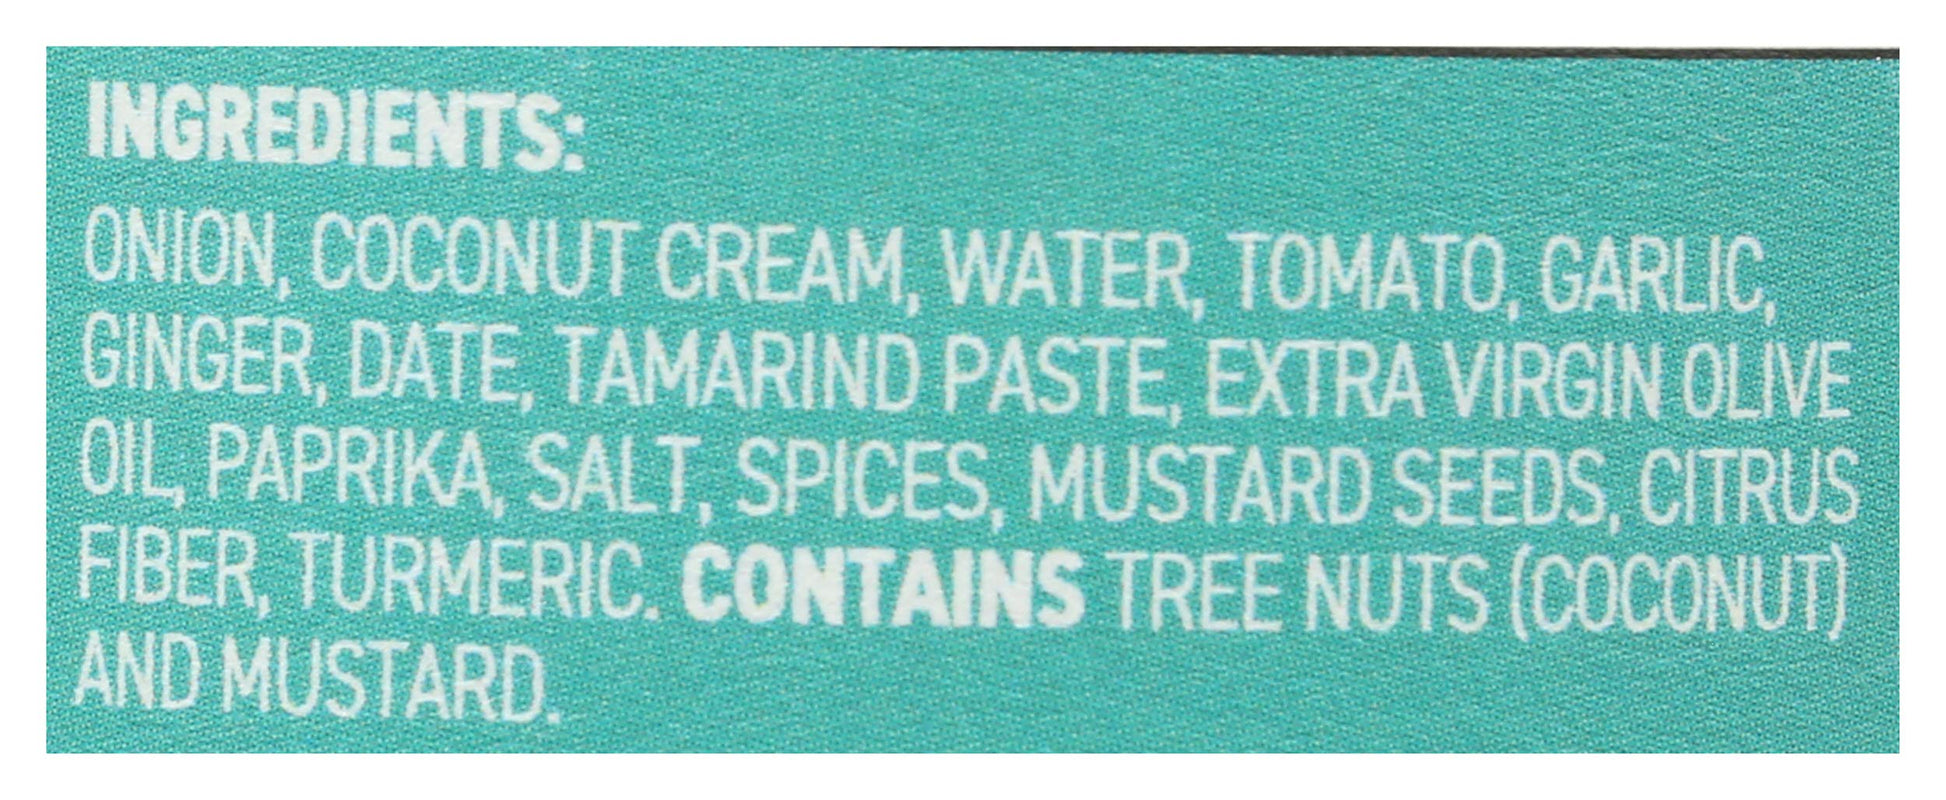 INGREDIENTS:
ONION, COCONUT CREAM, WATER, TOMATO, GARLIC,
GINGER, DATE, TAMARIND PASTE, EXTRA VIRGIN OLIVE
OIL, PAPRIKA, SALT, SPICES, MUSTARD SEEDS, CITRUS
FIBER, TURMERIC. CONTAINS TREE NUTS (COCONUT)
AND MUSTARD.